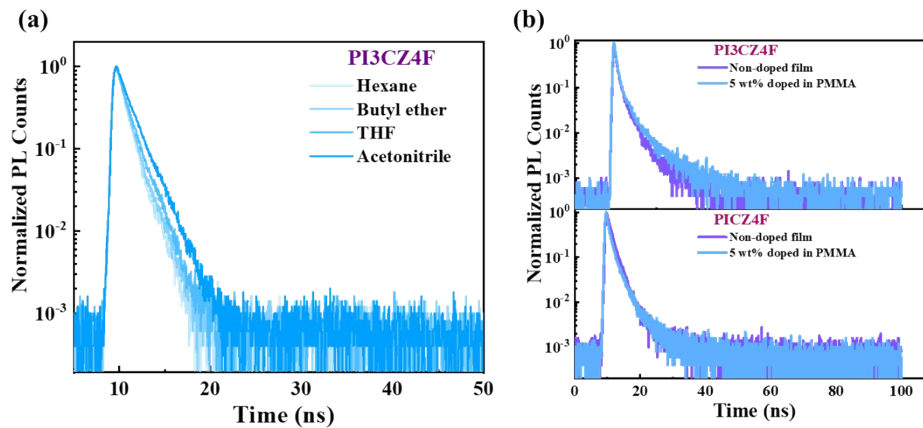 (a)
PI3CZ4F
Hexane
Butyl ether
THF
Acetonitrile
Normalized PL Counts
10⁰
10⁻¹
10⁻²
10⁻³
10 20 30 40 50
Time (ns)
(b)
PI3CZ4F
Non-doped film
5 wt% doped in PMMA
10⁰
10⁻¹
10⁻²
10⁻³
PICZ4F
Non-doped film
5 wt% doped in PMMA
10⁰
10⁻¹
10⁻²
10⁻³
Normalized PL Counts
0 20 40 60 80 100
Time (ns)